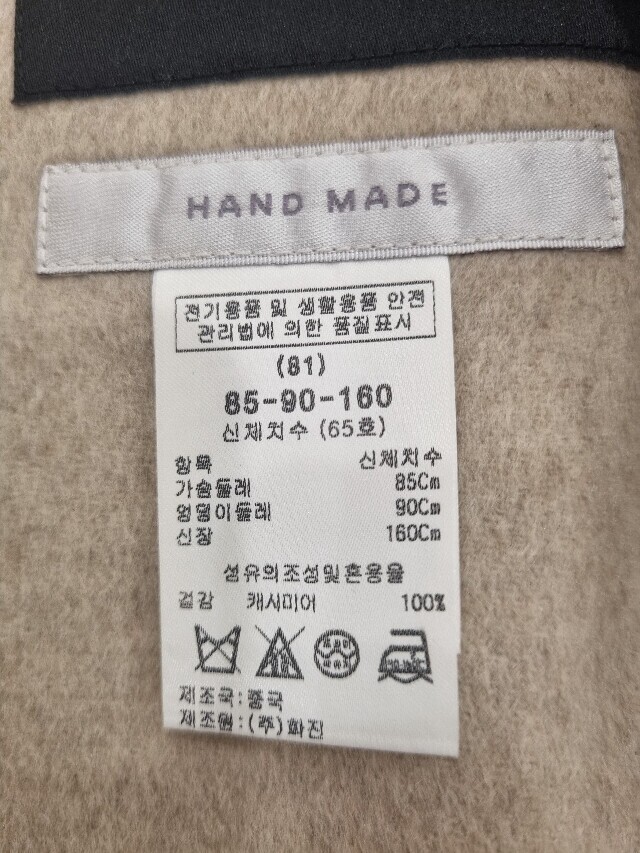 HAND MADE
전기용품 및 생활용품 안전
관리법에 의한 품질표시
(81)
85-90-160
신체치수 (65호)
항목 신체치수
가슴둘레 85Cm
엉덩이둘레 90Cm
신장 160Cm
섬유의조성및혼용율
겉감 캐시미어 100%
제조국:중국
제조원:(주)화진